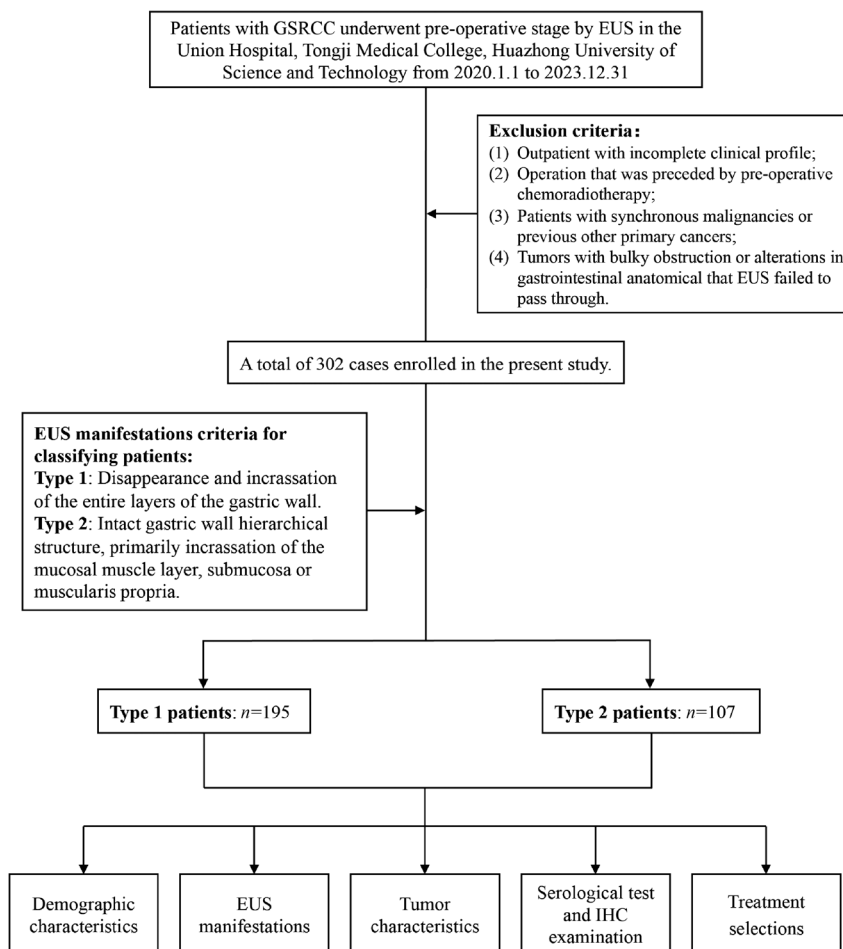 Patients with GSRCC underwent pre-operative stage by EUS in the
Union Hospital, Tongji Medical College, Huazhong University of
Science and Technology from 2020.1.1 to 2023.12.31
Exclusion criteria：
(1) Outpatient with incomplete clinical profile;
(2) Operation that was preceded by pre-operative
chemoradiotherapy;
(3) Patients with synchronous malignancies or
previous other primary cancers;
(4) Tumors with bulky obstruction or alterations in
gastrointestinal anatomical that EUS failed to
pass through.
A total of 302 cases enrolled in the present study.
EUS manifestations criteria for
classifying patients:
Type 1: Disappearance and incrassation
of the entire layers of the gastric wall.
Type 2: Intact gastric wall hierarchical
structure, primarily incrassation of the
mucosal muscle layer, submucosa or
muscularis propria.
Type 1 patients: n=195
Type 2 patients: n=107
Demographic
characteristics
EUS
manifestations
Tumor
characteristics
Serological test
and IHC
examination
Treatment
selections